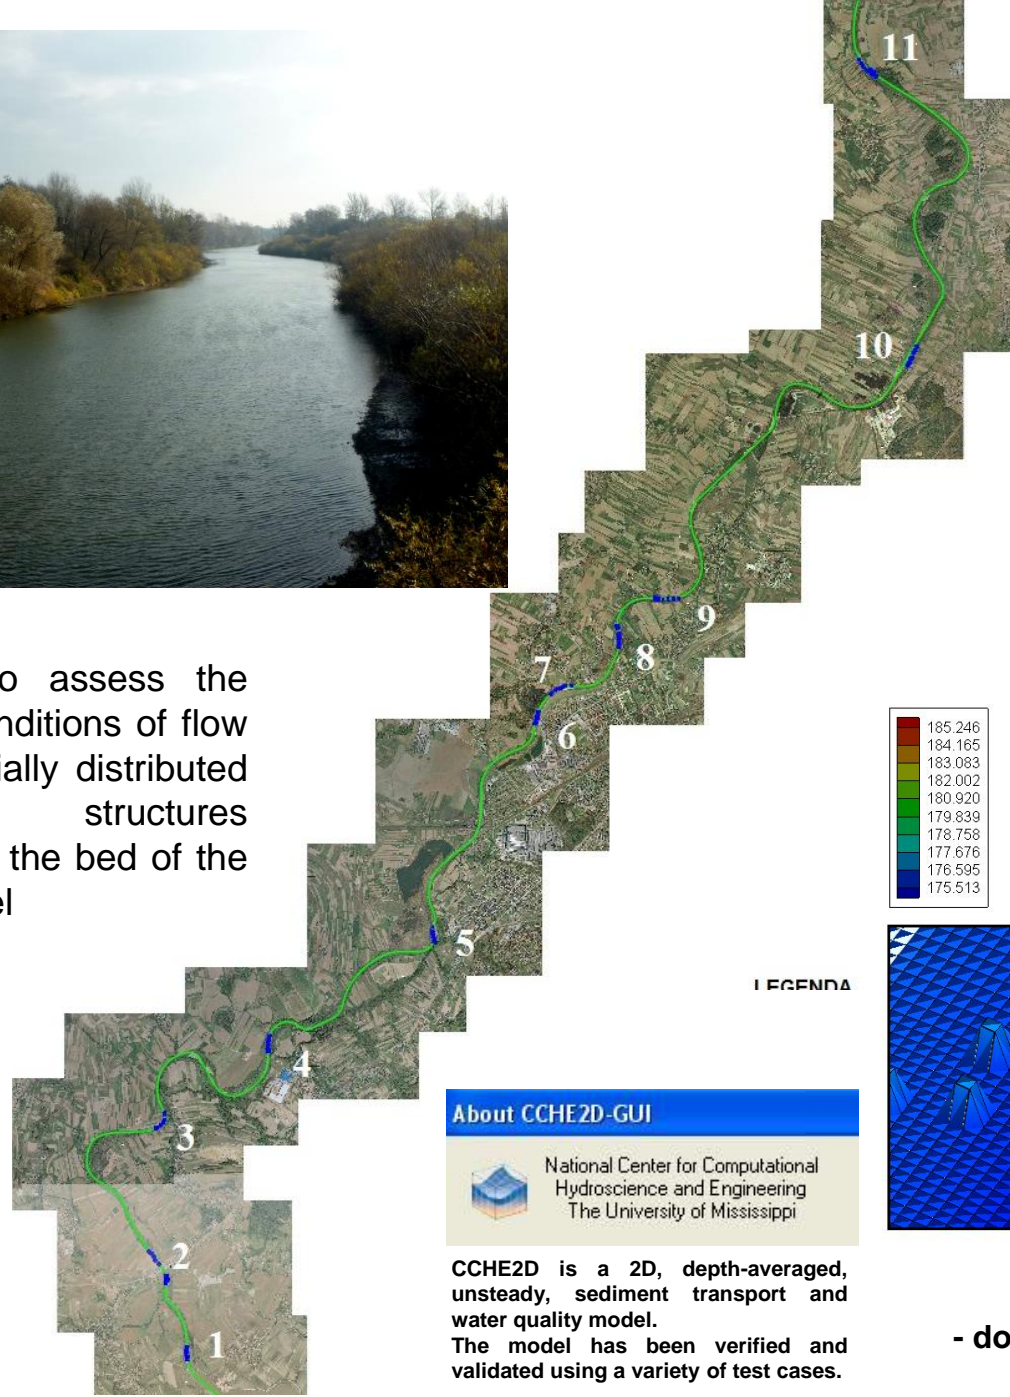 11
10
9
8
7
6
o assess the
nditions of flow
ially distributed
structures
the bed of the
el
185.246
184.165
183.083
182.002
180.920
179.839
178.758
177.676
176.595
175.513
5
LEGENDA
4
3
2
1
About CCHE2D-GUI
National Center for Computational
Hydroscience and Engineering
The University of Mississippi
CCHE2D is a 2D, depth-averaged,
unsteady, sediment transport and
water quality model.
The model has been verified and
validated using a variety of test cases.
- do